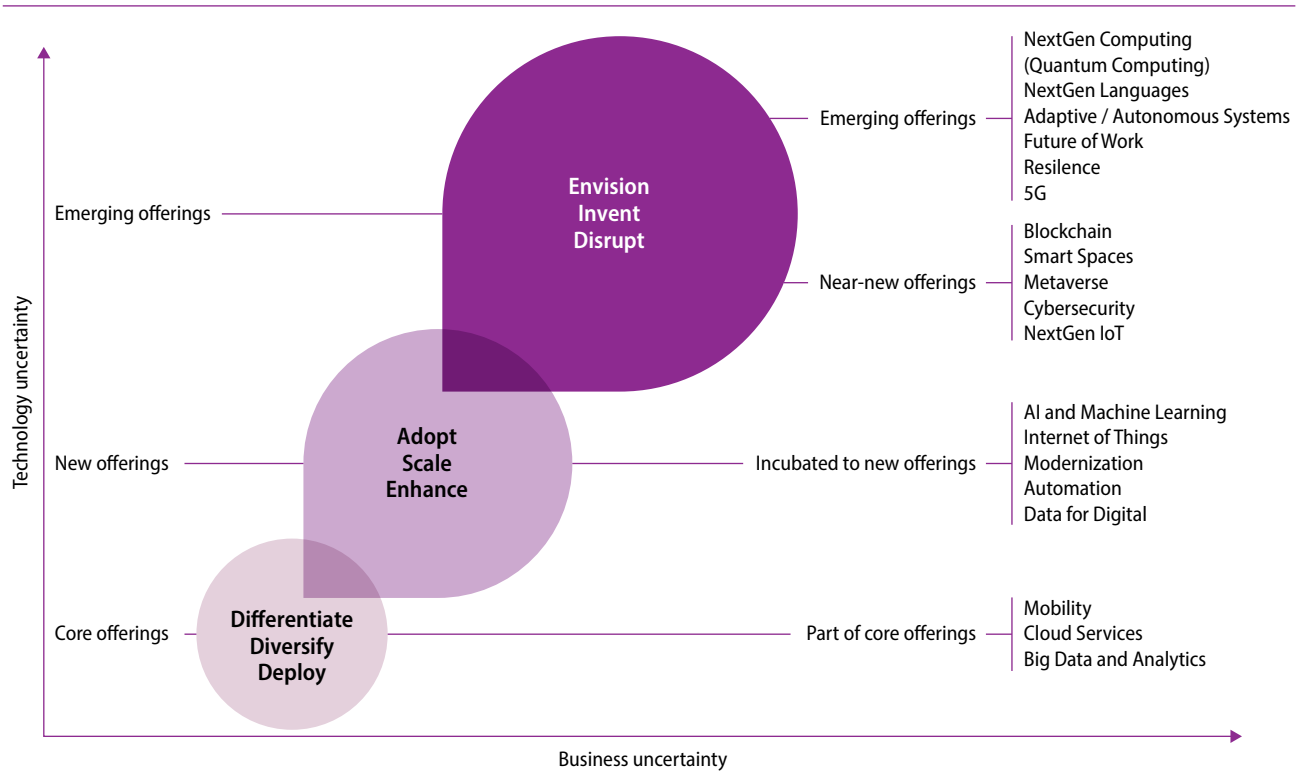 NextGen Computing
(Quantum Computing)
NextGen Languages
Adaptive / Autonomous Systems
Future of Work
Resilence
5G
Emerging offerings
Envision
Invent
Disrupt
Emerging offerings
Blockchain
Smart Spaces
Metaverse
Cybersecurity
NextGen IoT
Near-new offerings
Technology uncertainty
AI and Machine Learning
Internet of Things
Modernization
Automation
Data for Digital
Adopt
Scale
Enhance
New offerings
Incubated to new offerings
Mobility
Cloud Services
Big Data and Analytics
Differentiate
Diversify
Deploy
Core offerings
Part of core offerings
Business uncertainty